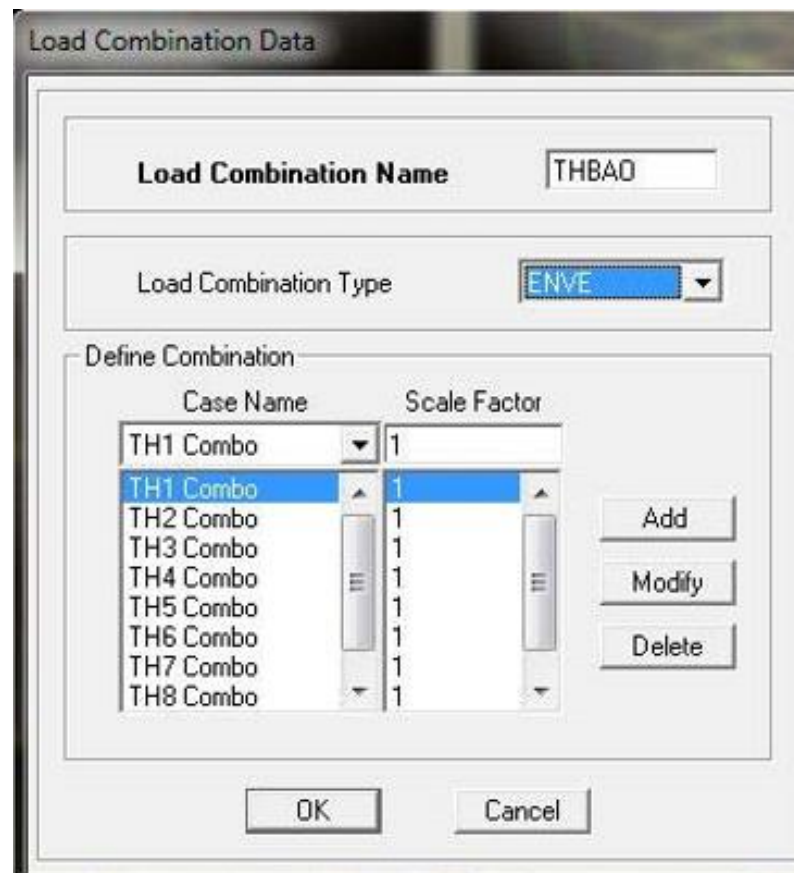 Load Combination Data
Load Combination Name THBAO
Load Combination Type ENVE
Define Combination
Case Name Scale Factor
TH1 Combo 1
TH1 Combo 1
TH2 Combo 1
TH3 Combo 1
TH4 Combo 1
TH5 Combo 1
TH6 Combo 1
TH7 Combo 1
TH8 Combo 1
Add
Modify
Delete
OK Cancel